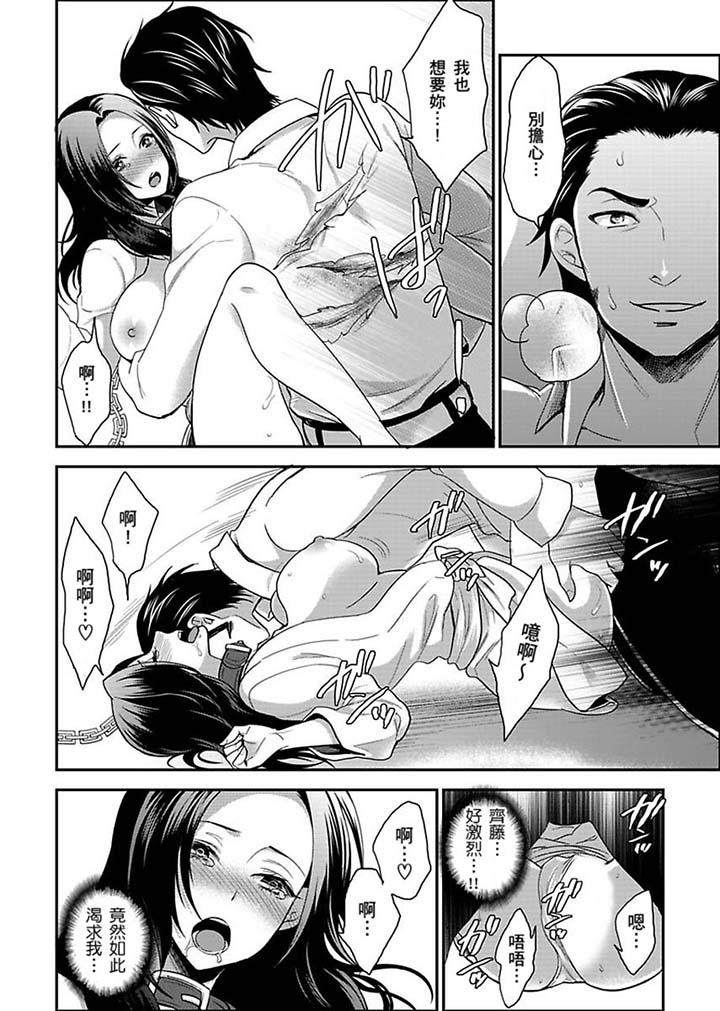 別擔心…
我也
想要妳…！
啊…！！
噫啊～
啊！
啊啊…♡
齊藤…
好激烈…！！
嗯…
唔唔…
啊…♡
啊…
竟然如此
渴求我…